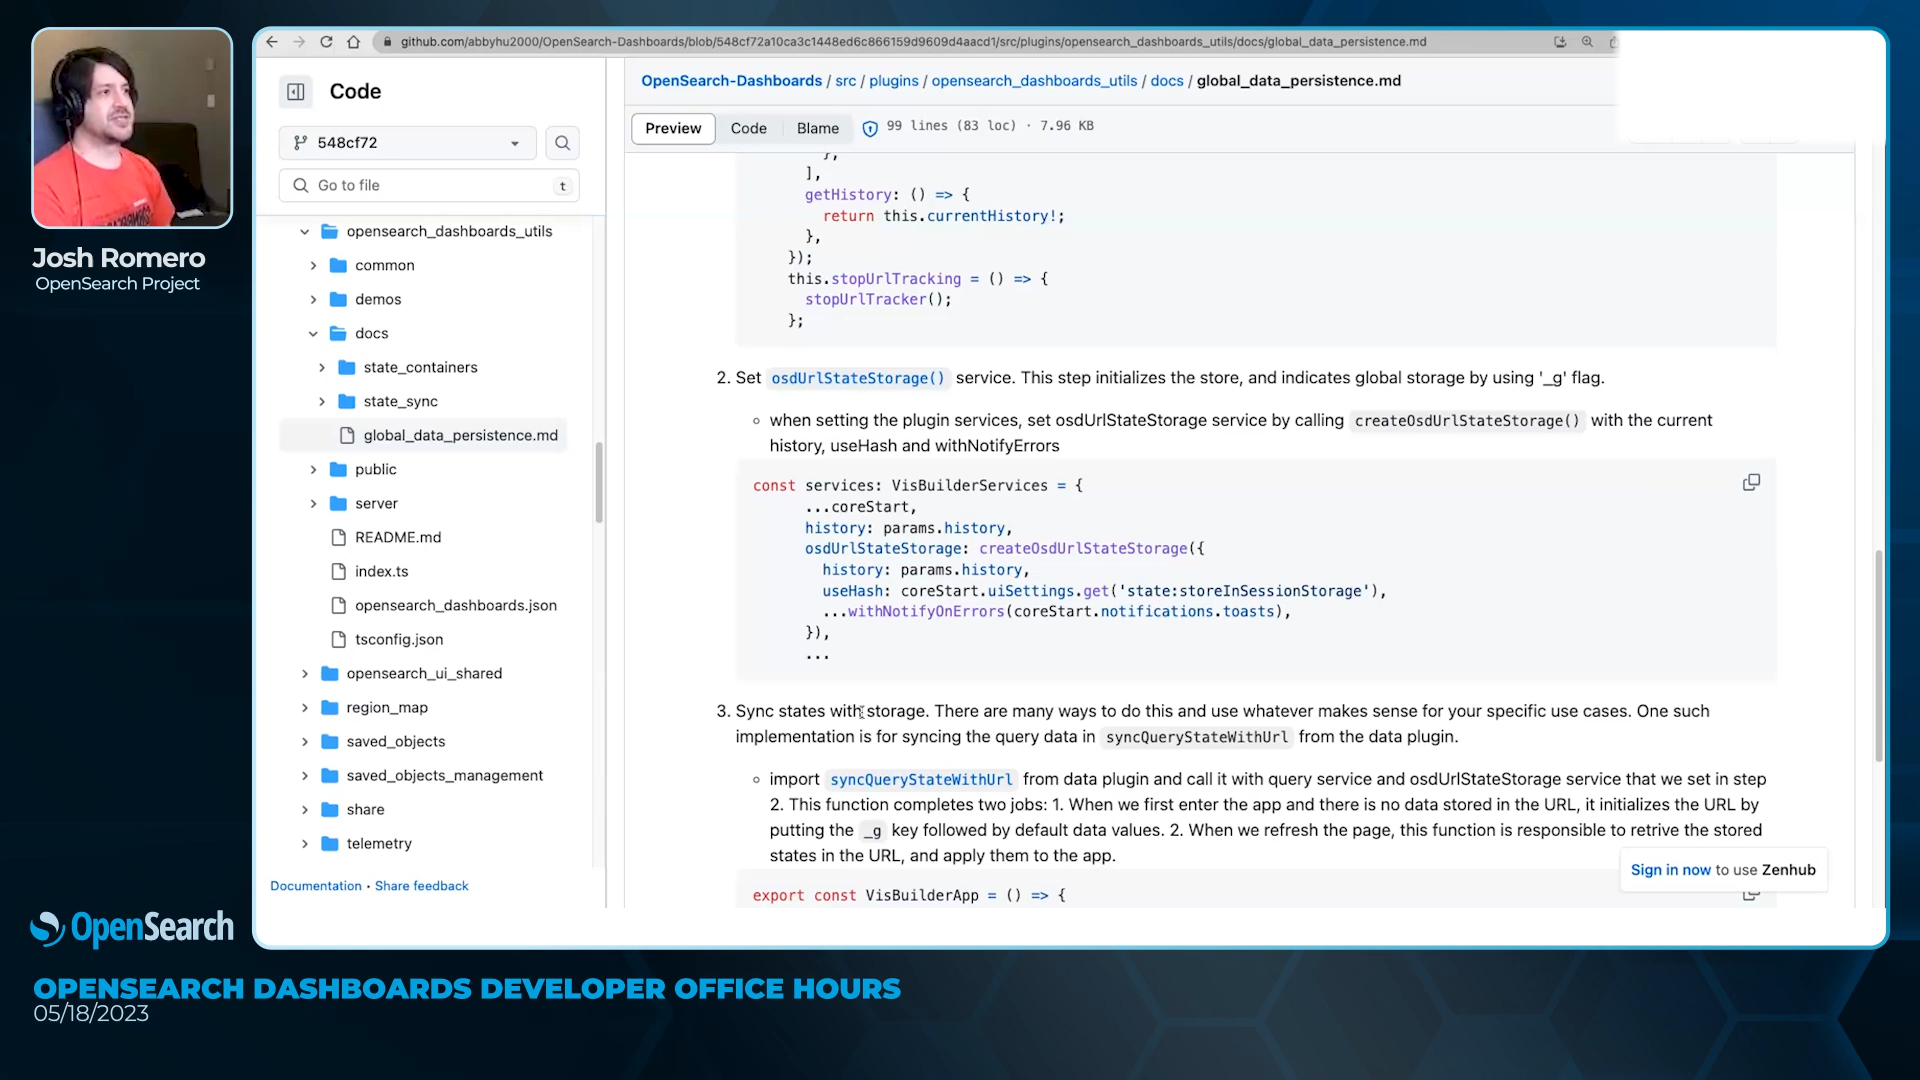 github.com/abbyhu2000/OpenSearch-Dashboards/blob/548cf72a10ca3c1448ed6c866159d9609d4aacd1/src/plugins/opensearch_dashboards_utils/docs/global_data_persistence.md
Josh Romero
OpenSearch Project
Code
548cf72
Go to file
t
opensearch_dashboards_utils
common
demos
docs
state_containers
state_sync
global_data_persistence.md
public
server
README.md
index.ts
opensearch_dashboards.json
tsconfig.json
opensearch_ui_shared
region_map
saved_objects
saved_objects_management
share
telemetry
Documentation • Share feedback
OpenSearch-Dashboards / src / plugins / opensearch_dashboards_utils / docs / global_data_persistence.md
Preview
Code
Blame
99 lines (83 loc) · 7.96 KB
},
],
getHistory: () => {
return this.currentHistory!;
},
});
this.stopUrlTracking = () => {
stopUrlTracker();
};
2. Set osdUrlStateStorage() service. This step initializes the store, and indicates global storage by using '_g' flag.
when setting the plugin services, set osdUrlStateStorage service by calling createOsdUrlStateStorage() with the current
history, useHash and withNotifyErrors
const services: VisBuilderServices = {
...coreStart,
history: params.history,
osdUrlStateStorage: createOsdUrlStateStorage({
history: params.history,
useHash: coreStart.uiSettings.get('state:storeInSessionStorage'),
...withNotifyOnErrors(coreStart.notifications.toasts),
}),
...
3. Sync states with storage. There are many ways to do this and use whatever makes sense for your specific use cases. One such
implementation is for syncing the query data in syncQueryStateWithUrl from the data plugin.
import syncQueryStateWithUrl from data plugin and call it with query service and osdUrlStateStorage service that we set in step
2. This function completes two jobs: 1. When we first enter the app and there is no data stored in the URL, it initializes the URL by
putting the _g key followed by default data values. 2. When we refresh the page, this function is responsible to retrive the stored
states in the URL, and apply them to the app.
export const VisBuilderApp = () => {
Sign in now to use Zenhub
OpenSearch
OPENSEARCH DASHBOARDS DEVELOPER OFFICE HOURS
05/18/2023